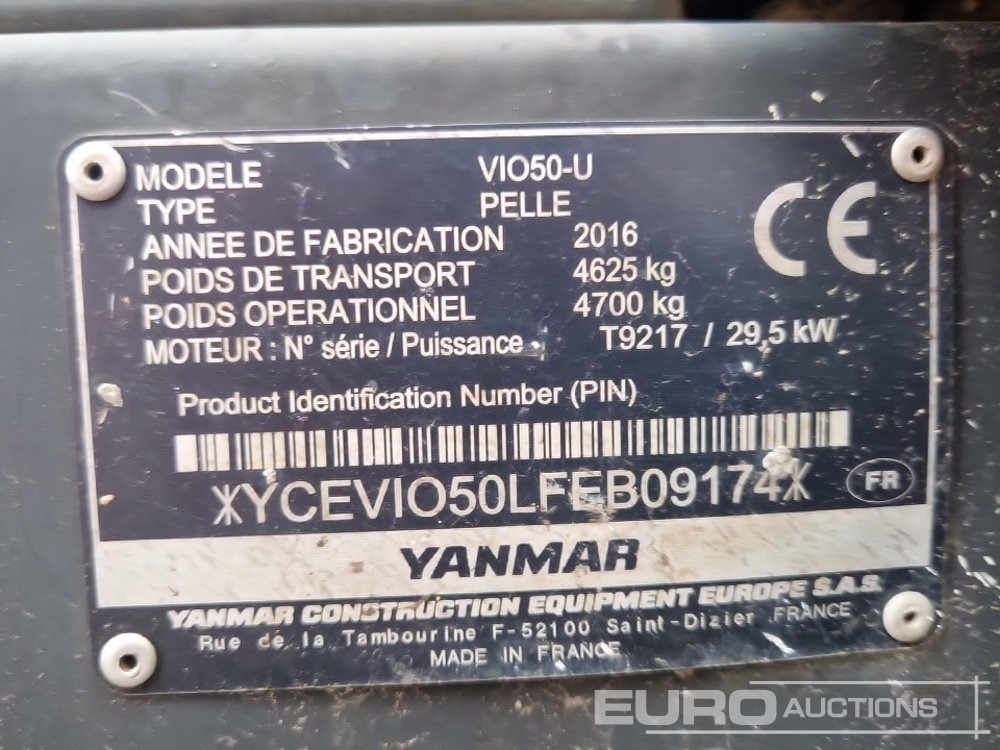 MODELE VIO50-U
TYPE PELLE
ANNEE DE FABRICATION 2016
POIDS DE TRANSPORT 4625 kg
POIDS OPERATIONNEL 4700 kg
MOTEUR : N° série / Puissance T9217 / 29,5 kW
CE
Product Identification Number (PIN)
*YCEVIO50LFEB09174*
FR
YANMAR
YANMAR CONSTRUCTION EQUIPMENT EUROPE S.A.S.
Rue de la Tambourine F-52100 Saint-Dizier FRANCE
MADE IN FRANCE
EURO AUCTIONS